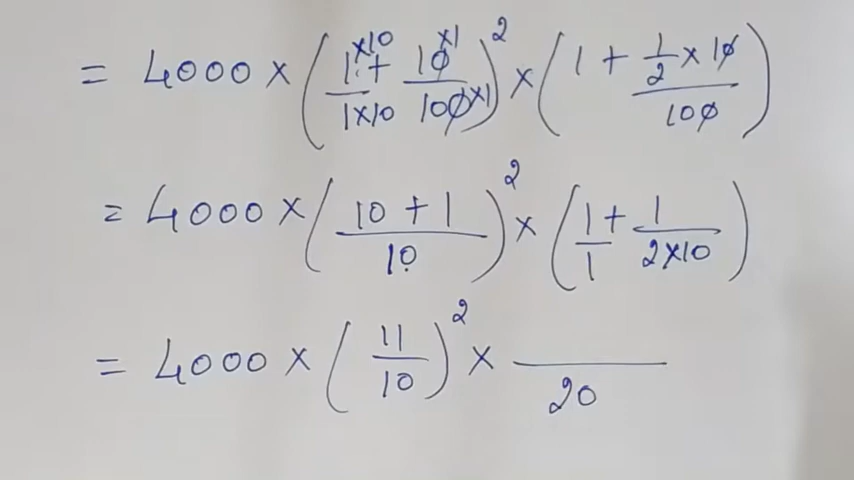 = 4000 × (1×10/1×10 + 10×1/100×1)² × (1 + 1/2 × 10/100)
= 4000 × (10 + 1/10)² × (1/1 + 1/2×10)
= 4000 × (11/10)² × /20